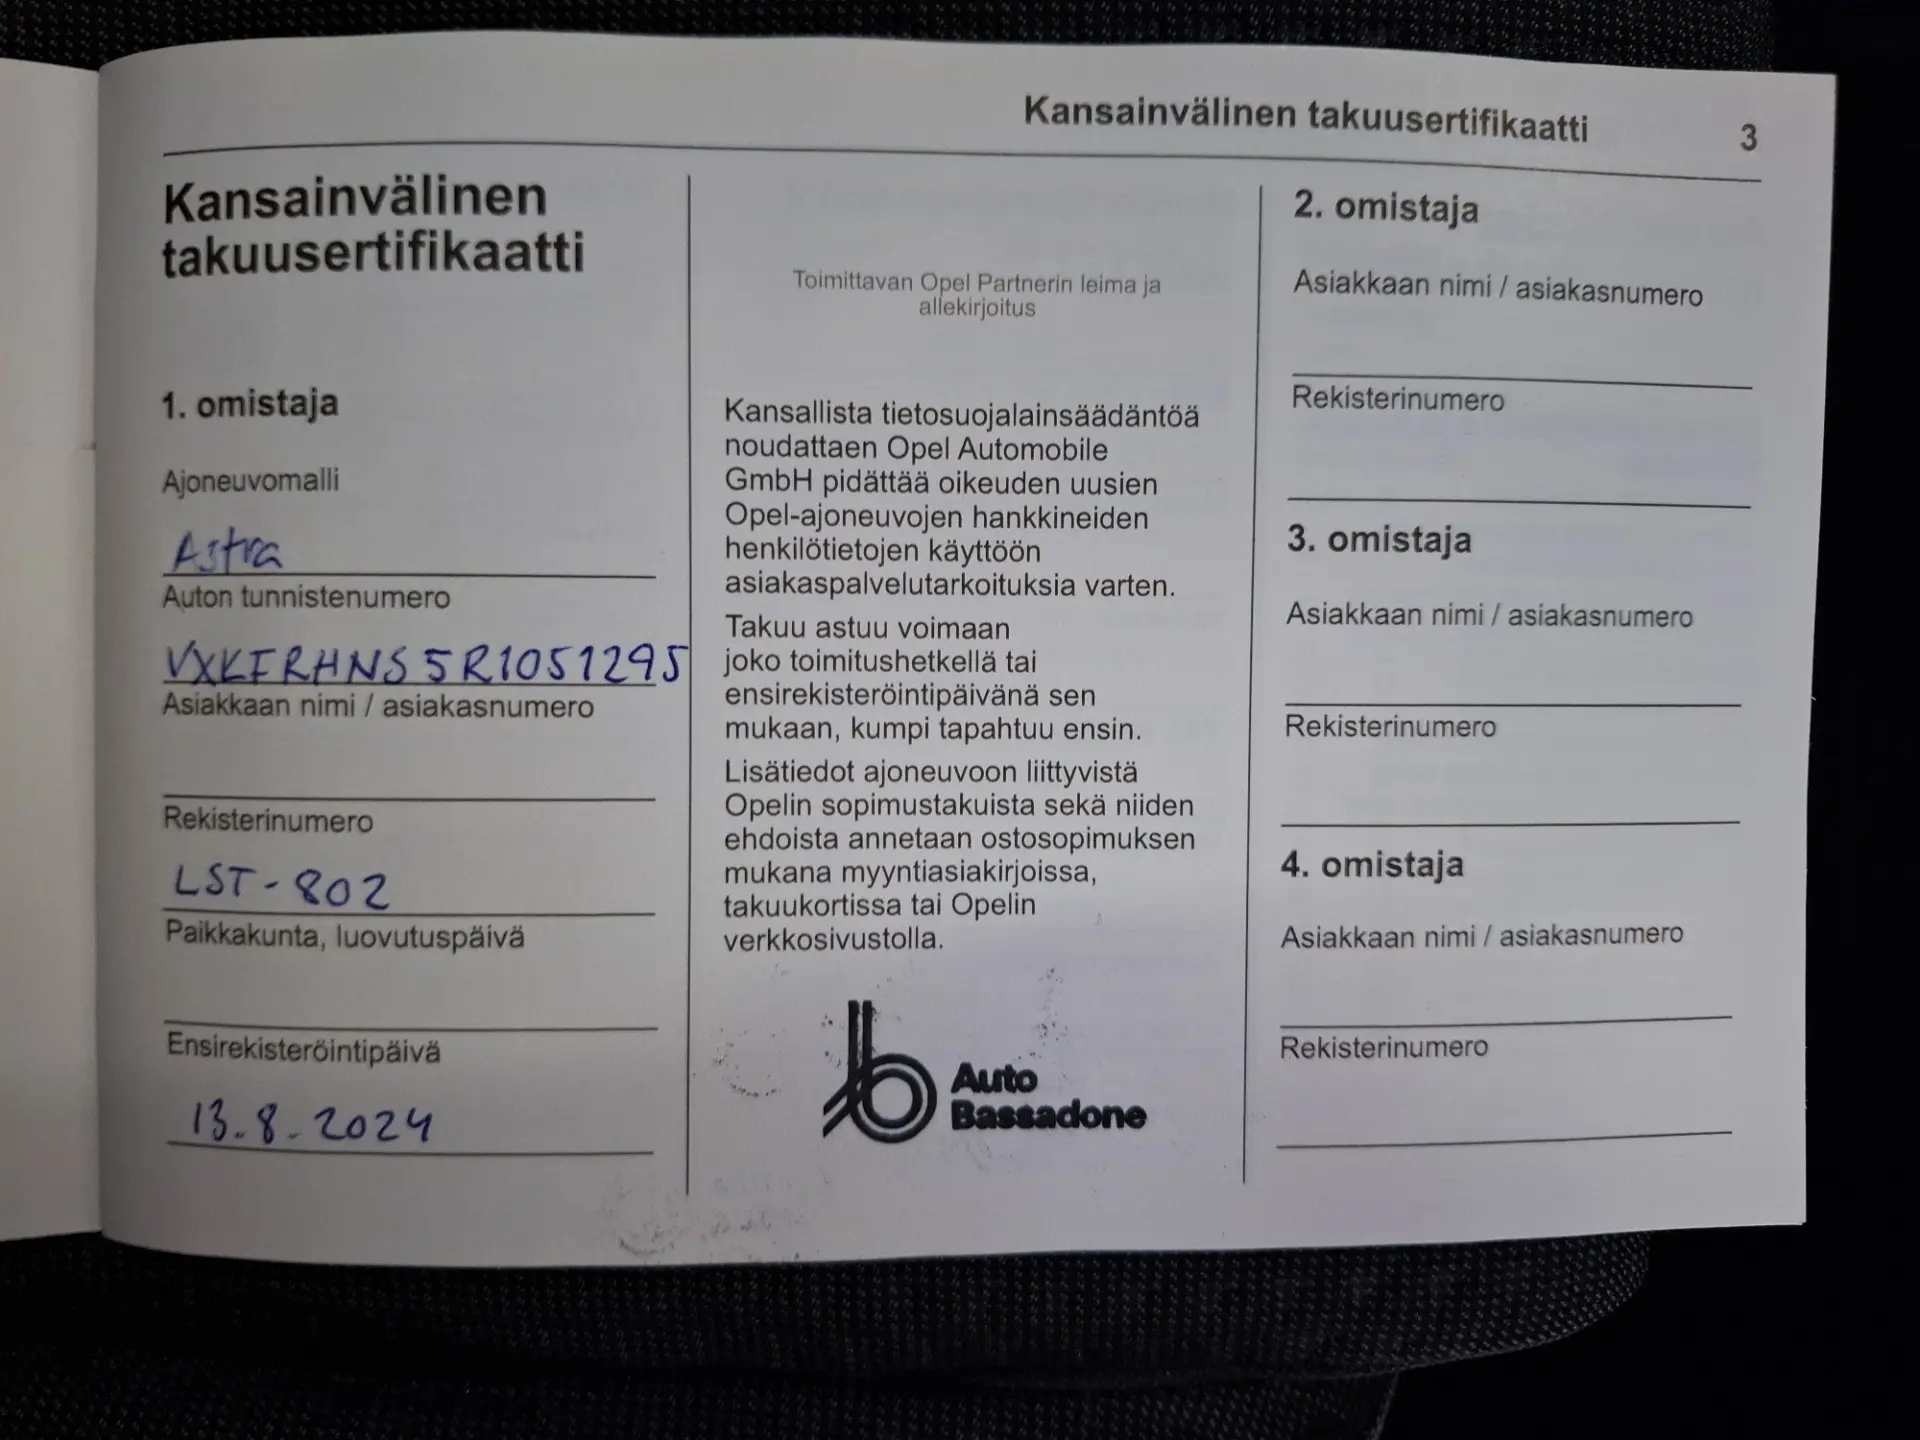 Kansainvälinen takuusertifikaatti 3
Kansainvälinen
takuusertifikaatti
1. omistaja
Ajoneuvomalli
Astra
Auton tunnistenumero
VXKFRHNS5R1051295
Asiakkaan nimi / asiakasnumero
Rekisterinumero
LST-802
Paikkakunta, luovutuspäivä
Ensirekisteröintipäivä
13.8.2024
Toimittavan Opel Partnerin leima ja
allekirjoitus
Kansallista tietosuojalainsäädäntöä
noudattaen Opel Automobile
GmbH pidättää oikeuden uusien
Opel-ajoneuvojen hankkineiden
henkilötietojen käyttöön
asiakaspalvelutarkoituksia varten.
Takuu astuu voimaan
joko toimitushetkellä tai
ensirekisteröintipäivänä sen
mukaan, kumpi tapahtuu ensin.
Lisätiedot ajoneuvoon liittyvistä
Opelin sopimustakuista sekä niiden
ehdoista annetaan ostosopimuksen
mukana myyntiasiakirjoissa,
takuukortissa tai Opelin
verkkosivustolla.
Auto
Bassadone
2. omistaja
Asiakkaan nimi / asiakasnumero
Rekisterinumero
3. omistaja
Asiakkaan nimi / asiakasnumero
Rekisterinumero
4. omistaja
Asiakkaan nimi / asiakasnumero
Rekisterinumero